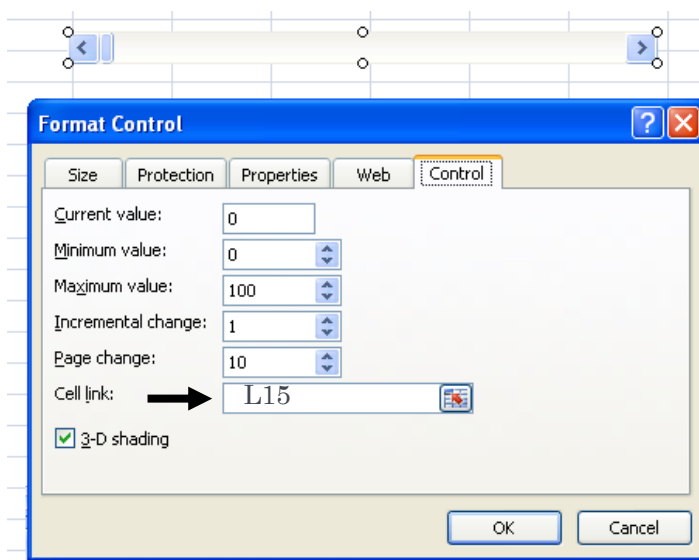 Format Control
Size Protection Properties Web Control
Current value: 0
Minimum value: 0
Maximum value: 100
Incremental change: 1
Page change: 10
Cell link: L15
3-D shading
OK Cancel